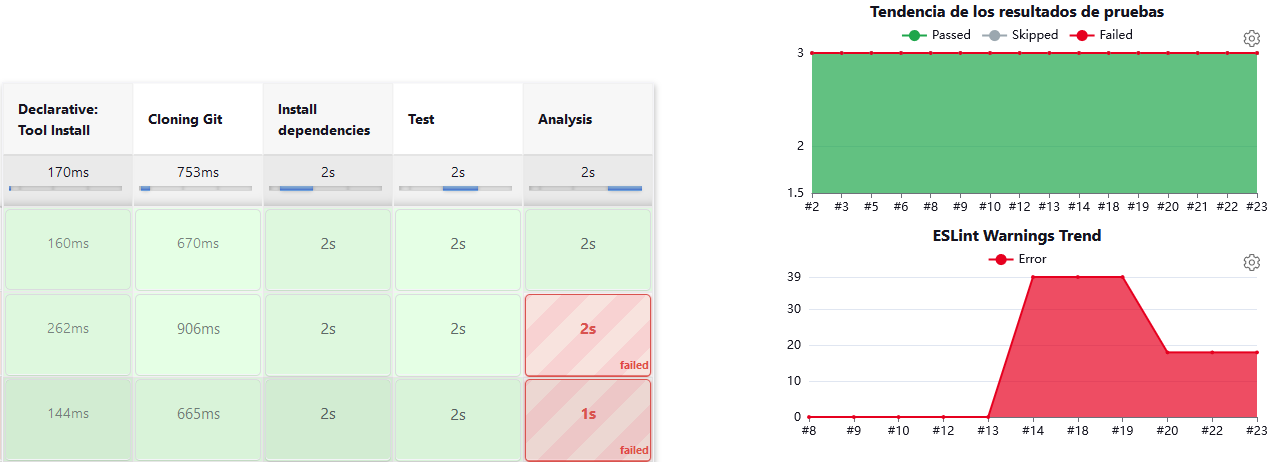 Declarative:
Tool Install
Cloning Git
Install
dependencies
Test
Analysis
170ms
753ms
2s
2s
2s
160ms
670ms
2s
2s
2s
262ms
906ms
2s
2s
2s
failed
144ms
665ms
2s
2s
1s
failed
Tendencia de los resultados de pruebas
Passed Skipped Failed
3
2
1.5
#2 #3 #5 #6 #8 #9 #10 #12 #13 #14 #18 #19 #20 #21 #22 #23
ESLint Warnings Trend
Error
39
30
20
10
0
#8 #9 #10 #12 #13 #14 #18 #19 #20 #22 #23